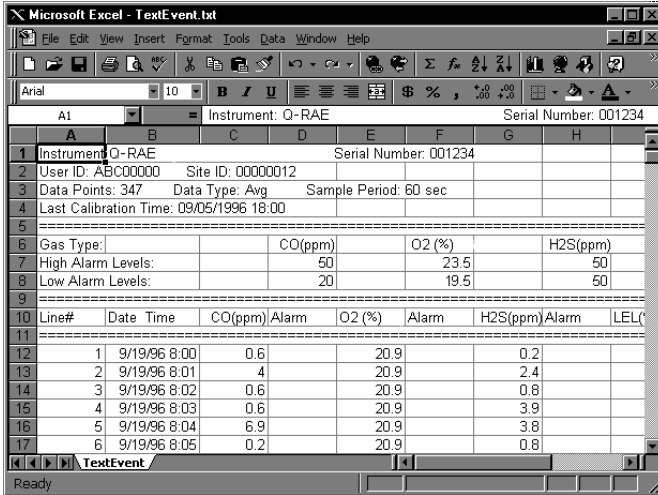 Microsoft Excel - TextEvent.txt
File Edit View Insert Format Tools Data Window Help
Arial 10 B I U $ % ,
A1 = Instrument: Q-RAE Serial Number: 001234
A B C D E F G H
1 Instrument Q-RAE Serial Number: 001234
2 User ID: ABC00000 Site ID: 00000012
3 Data Points: 347 Data Type: Avg Sample Period: 60 sec
4 Last Calibration Time: 09/05/1996 18:00
5 ==========
6 Gas Type: CO(ppm) O2 (%) H2S(ppm)
7 High Alarm Levels: 50 23.5 50
8 Low Alarm Levels: 20 19.5 50
9 ==========
10 Line# Date Time CO(ppm) Alarm O2 (%) Alarm H2S(ppm) Alarm LEL(
11 ==========
12 1 9/19/96 8:00 0.6 20.9 0.2
13 2 9/19/96 8:01 4 20.9 2.4
14 3 9/19/96 8:02 0.6 20.9 0.8
15 4 9/19/96 8:03 0.6 20.9 3.9
16 5 9/19/96 8:04 6.9 20.9 3.8
17 6 9/19/96 8:05 0.2 20.9 0.8
TextEvent
Ready